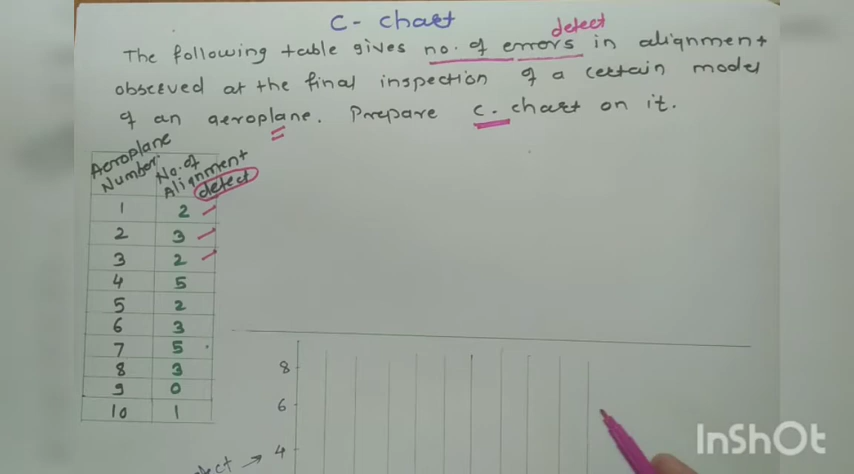 C - chart
defect
The following table gives no. of errors in alignment
observed at the final inspection of a certain model
of an aeroplane. Prepare c. chart on it.
Aeroplane Number
No. of Alignment defect
1 2
2 3
3 2
4 5
5 2
6 3
7 5
8 3
9 0
10 1
8
6
4
InShOt